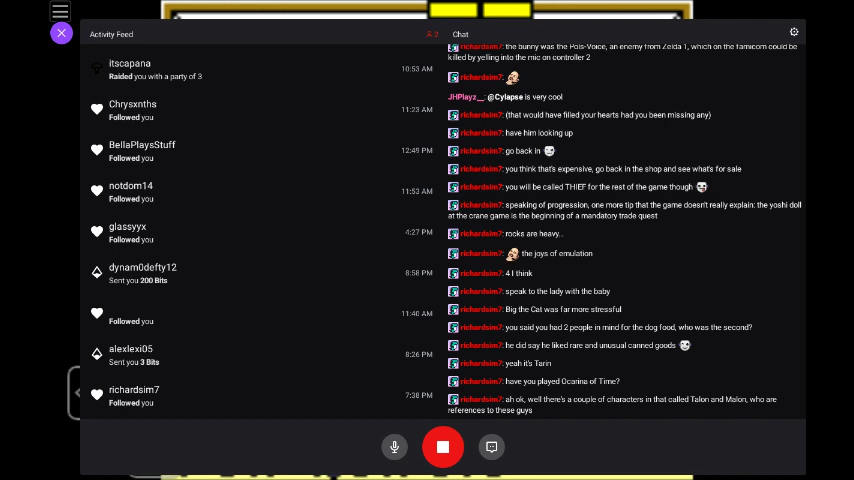 Activity Feed
2
Chat
itscapana
Raided you with a party of 3
10:53 AM
Chrysxnths
Followed you
11:23 AM
BellaPlaysStuff
Followed you
12:49 PM
notdom14
Followed you
11:53 AM
glassyyx
Followed you
4:27 PM
dynam0defty12
Sent you 200 Bits
8:58 PM
Followed you
11:40 AM
alexlexi05
Sent you 3 Bits
8:26 PM
richardsim7
Followed you
7:38 PM
richardsim7: the bunny was the Pols-Voice, an enemy from Zelda 1, which on the famicom could be
killed by yelling into the mic on controller 2
richardsim7:
JHPlayz__: @Cylapse is very cool
richardsim7: (that would have filled your hearts had you been missing any)
richardsim7: have him looking up
richardsim7: go back in
richardsim7: you think that's expensive, go back in the shop and see what's for sale
richardsim7: you will be called THIEF for the rest of the game though
richardsim7: speaking of progression, one more tip that the game doesn't really explain: the yoshi doll
at the crane game is the beginning of a mandatory trade quest
richardsim7: rocks are heavy...
richardsim7: the joys of emulation
richardsim7: 4 I think
richardsim7: speak to the lady with the baby
richardsim7: Big the Cat was far more stressful
richardsim7: you said you had 2 people in mind for the dog food, who was the second?
richardsim7: he did say he liked rare and unusual canned goods
richardsim7: yeah it's Tarin
richardsim7: have you played Ocarina of Time?
richardsim7: ah ok, well there's a couple of characters in that called Talon and Malon, who are
references to these guys